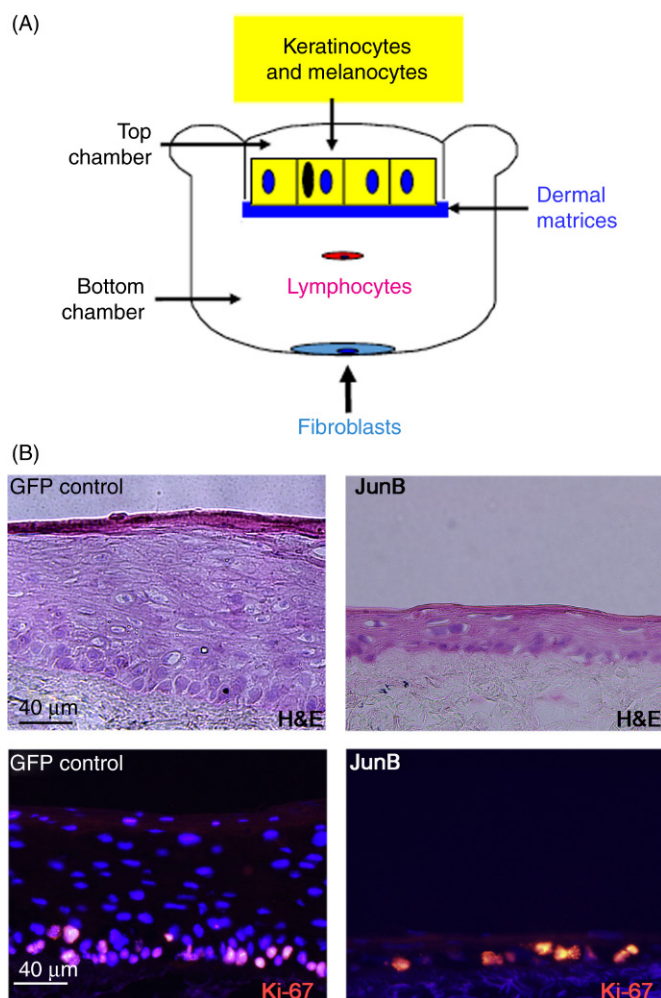 (A)
Keratinocytes
and melanocytes
Top
chamber
Dermal
matrices
Lymphocytes
Bottom
chamber
Fibroblasts
(B)
GFP control
JunB
40 μm
H&E
H&E
GFP control
JunB
40 μm
Ki-67
Ki-67